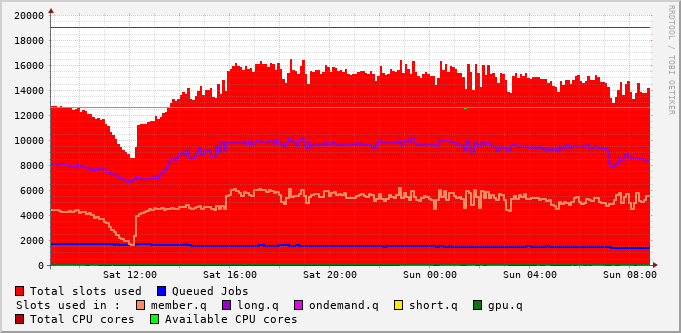 20000
18000
16000
14000
12000
10000
8000
6000
4000
2000
0
Sat 12:00 Sat 16:00 Sat 20:00 Sun 00:00 Sun 04:00 Sun 08:00
Total slots used Queued Jobs
Slots used in : member.q long.q ondemand.q short.q gpu.q
Total CPU cores Available CPU cores
RRDTOOL / TOBI OETIKER